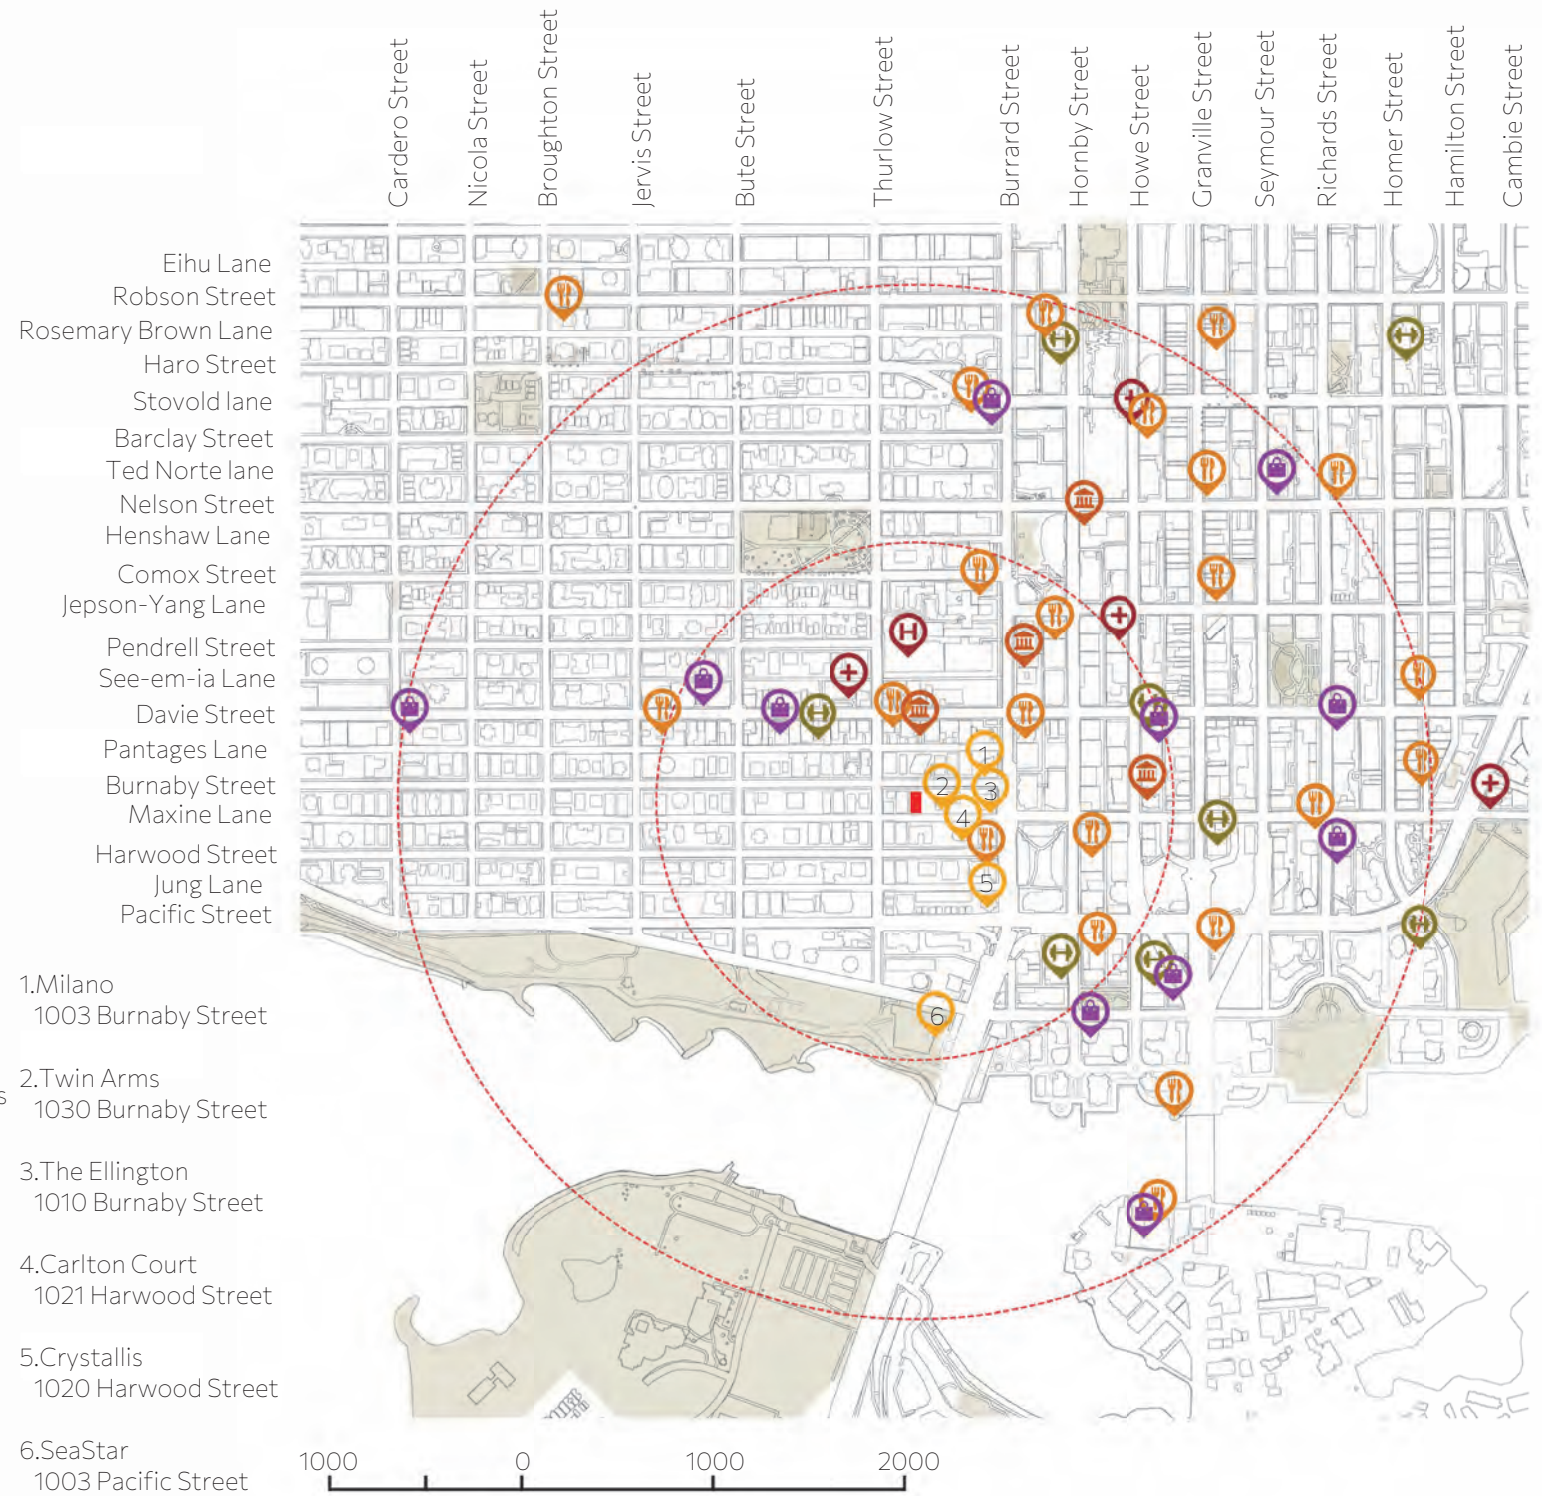 Cardero Street
Nicola Street
Broughton Street
Jervis Street
Bute Street
Thurlow Street
Burrard Street
Hornby Street
Howe Street
Granville Street
Seymour Street
Richards Street
Homer Street
Hamilton Street
Cambie Street
Eihu Lane
Robson Street
Rosemary Brown Lane
Haro Street
Stovold lane
Barclay Street
Ted Norte lane
Nelson Street
Henshaw Lane
Comox Street
Jepson-Yang Lane
Pendrell Street
See-em-ia Lane
Davie Street
Pantages Lane
Burnaby Street
Maxine Lane
Harwood Street
Jung Lane
Pacific Street
H
1
2
3
4
5
6
1.Milano
1003 Burnaby Street
2.Twin Arms
s
1030 Burnaby Street
3.The Ellington
1010 Burnaby Street
4.Carlton Court
1021 Harwood Street
5.Crystallis
1020 Harwood Street
6.SeaStar
1003 Pacific Street
1000 0 1000 2000